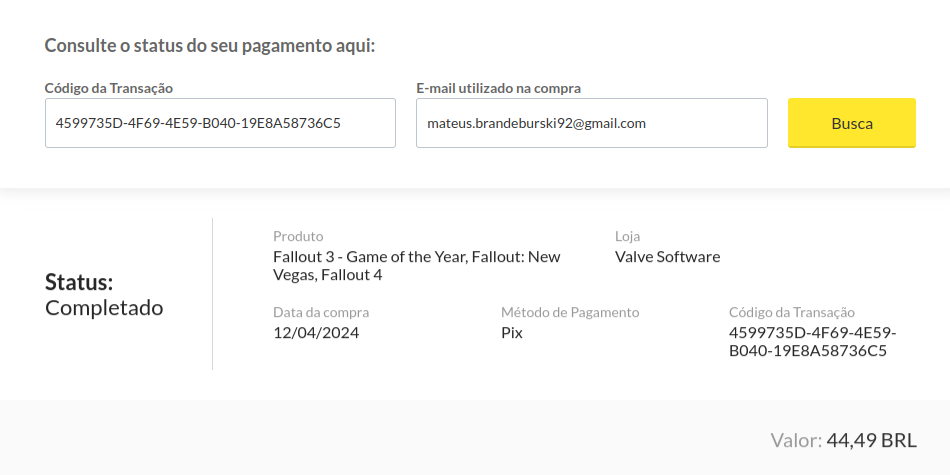 Consulte o status do seu pagamento aqui:
Código da Transação
4599735D-4F69-4E59-B040-19E8A58736C5
E-mail utilizado na compra
mateus.brandeburski92@gmail.com
Busca
Status:
Completado
Produto
Fallout 3 - Game of the Year, Fallout: New
Vegas, Fallout 4
Loja
Valve Software
Data da compra
12/04/2024
Método de Pagamento
Pix
Código da Transação
4599735D-4F69-4E59-
B040-19E8A58736C5
Valor: 44,49 BRL